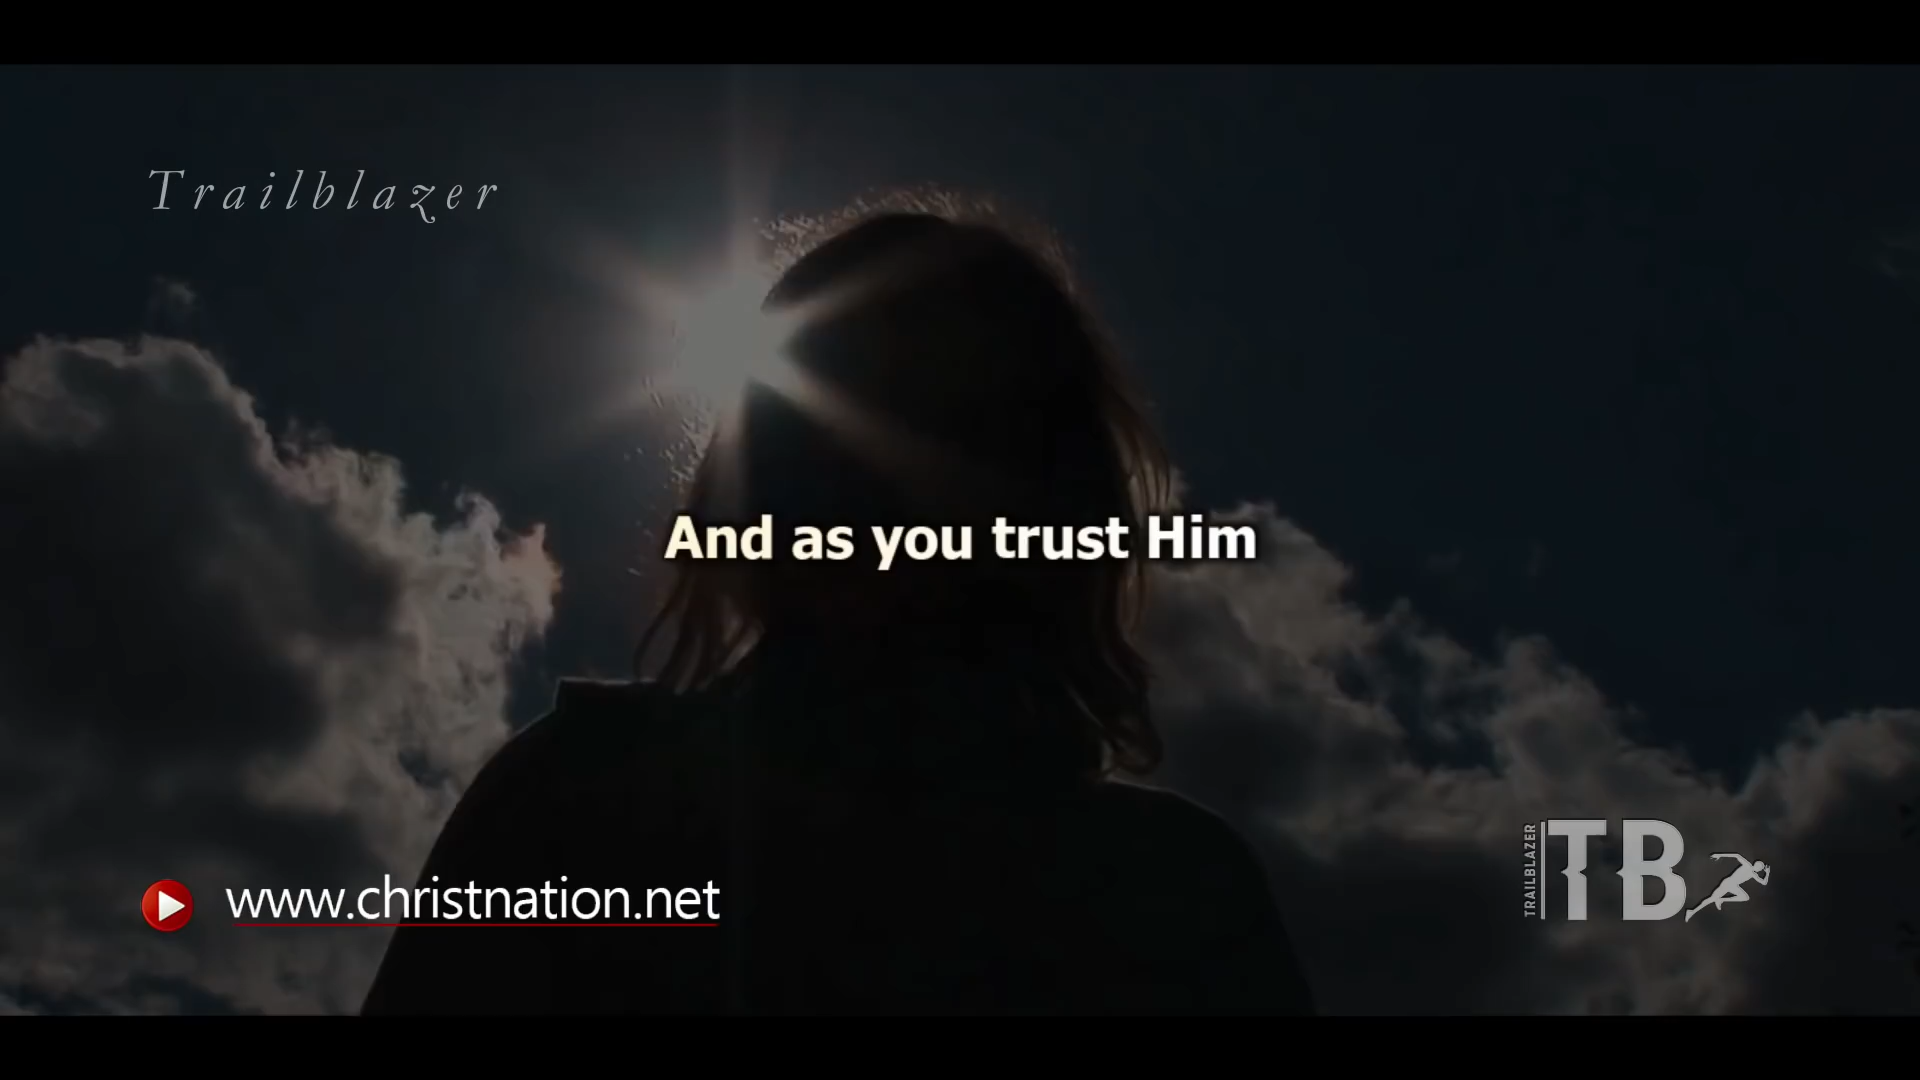 Trailblazer
And as you trust Him
www.christnation.net
TRAILBLAZER
TB